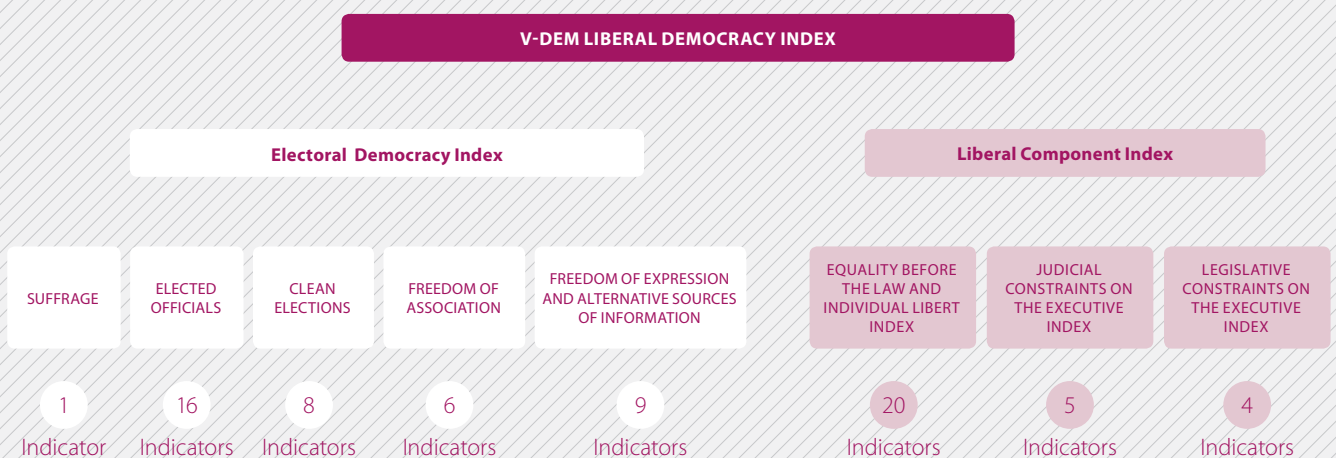 V-DEM LIBERAL DEMOCRACY INDEX
Electoral Democracy Index
Liberal Component Index
SUFFRAGE
ELECTED
OFFICIALS
CLEAN
ELECTIONS
FREEDOM OF
ASSOCIATION
FREEDOM OF EXPRESSION
AND ALTERNATIVE SOURCES
OF INFORMATION
EQUALITY BEFORE
THE LAW AND
INDIVIDUAL LIBERT
INDEX
JUDICIAL
CONSTRAINTS ON
THE EXECUTIVE
INDEX
LEGISLATIVE
CONSTRAINTS ON
THE EXECUTIVE
INDEX
1
Indicator
16
Indicators
8
Indicators
6
Indicators
9
Indicators
20
Indicators
5
Indicators
4
Indicators